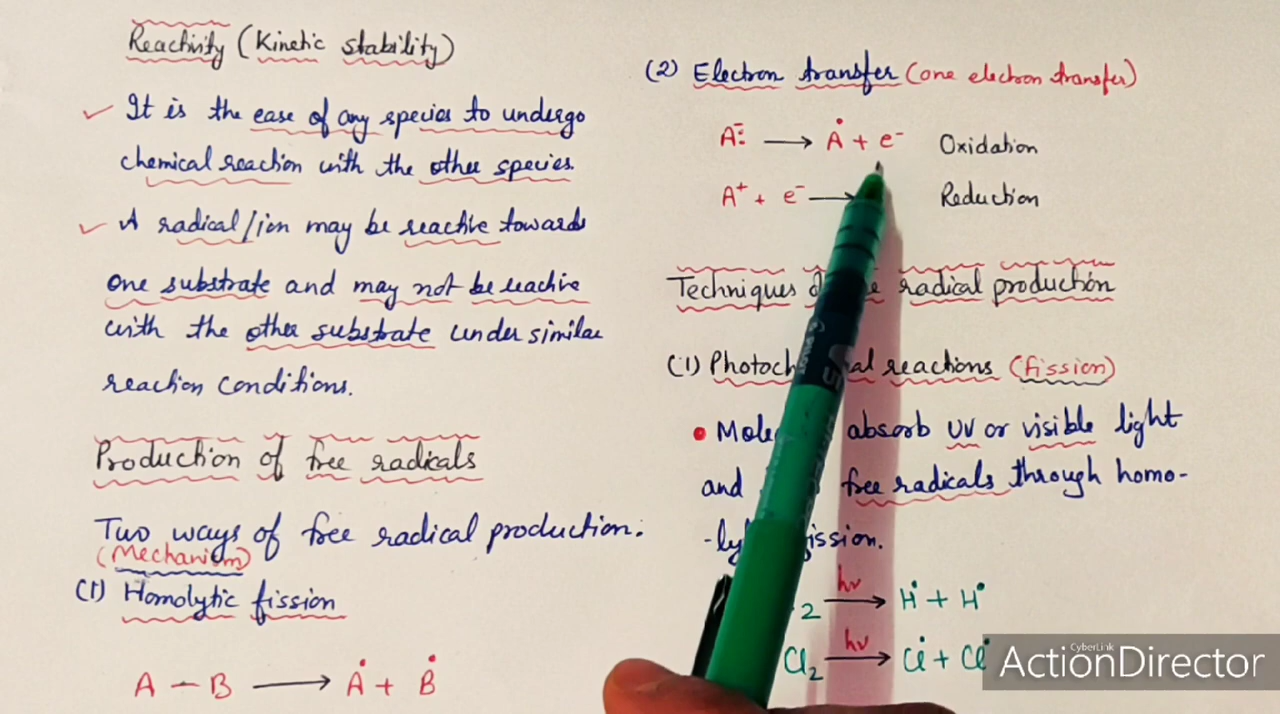 Reactivity (Kinetic stability)
It is the ease of any species to undergo
chemical reaction with the other species.
A radical/ion may be reactive towards
one substrate and may not be reactive
with the other substrate under similar
reaction conditions.
Production of free radicals
Two ways of free radical production:
(Mechanism)
(1) Homolytic fission
A – B ⟶ Ȧ + Ḃ
(2) Electron transfer (one electron transfer)
A:⁻ ⟶ Ȧ + e⁻ Oxidation
A⁺ + e⁻ ⟶ Reduction
Techniques radical production
(1) reactions (fission)
• absorb UV or visible light
and free radicals through homo-
fission.
2 hν ⟶ Ḣ + Ḣ
Cl₂ hν ⟶ Cl̇ + Cl̇
CyberLink
ActionDirector